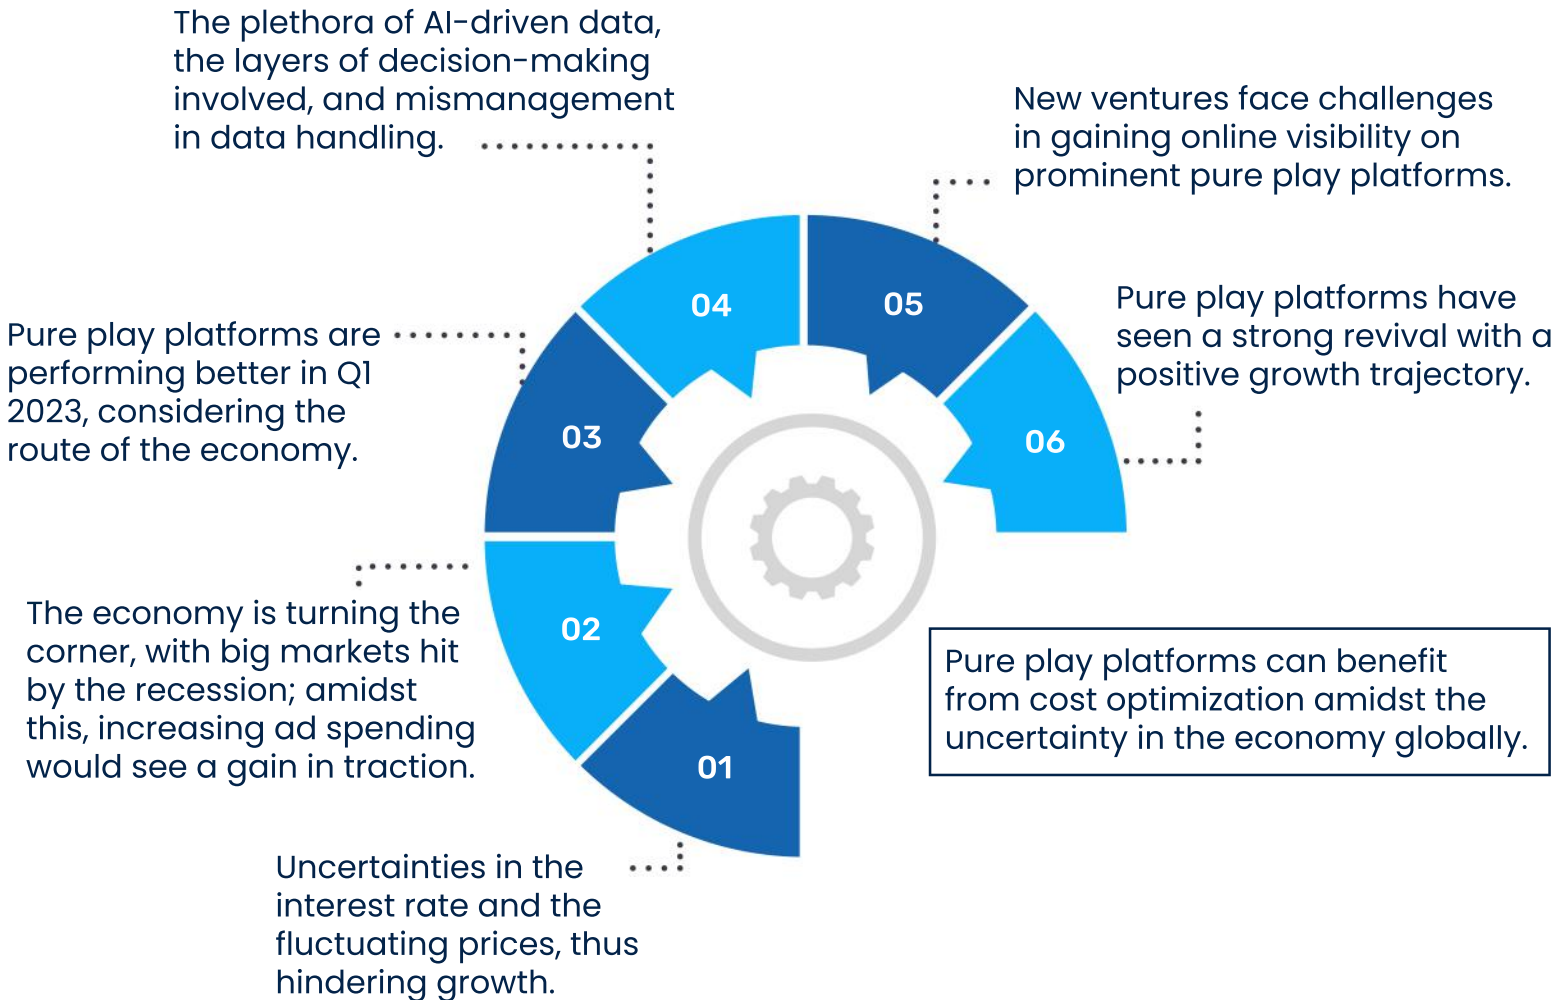 The plethora of AI-driven data,
the layers of decision-making
involved, and mismanagement
in data handling.
New ventures face challenges
in gaining online visibility on
prominent pure play platforms.
04
05
Pure play platforms have
seen a strong revival with a
positive growth trajectory.
Pure play platforms are
performing better in Q1
2023, considering the
route of the economy.
03
06
The economy is turning the
corner, with big markets hit
by the recession; amidst
this, increasing ad spending
would see a gain in traction.
02
Pure play platforms can benefit
from cost optimization amidst the
uncertainty in the economy globally.
01
Uncertainties in the
interest rate and the
fluctuating prices, thus
hindering growth.